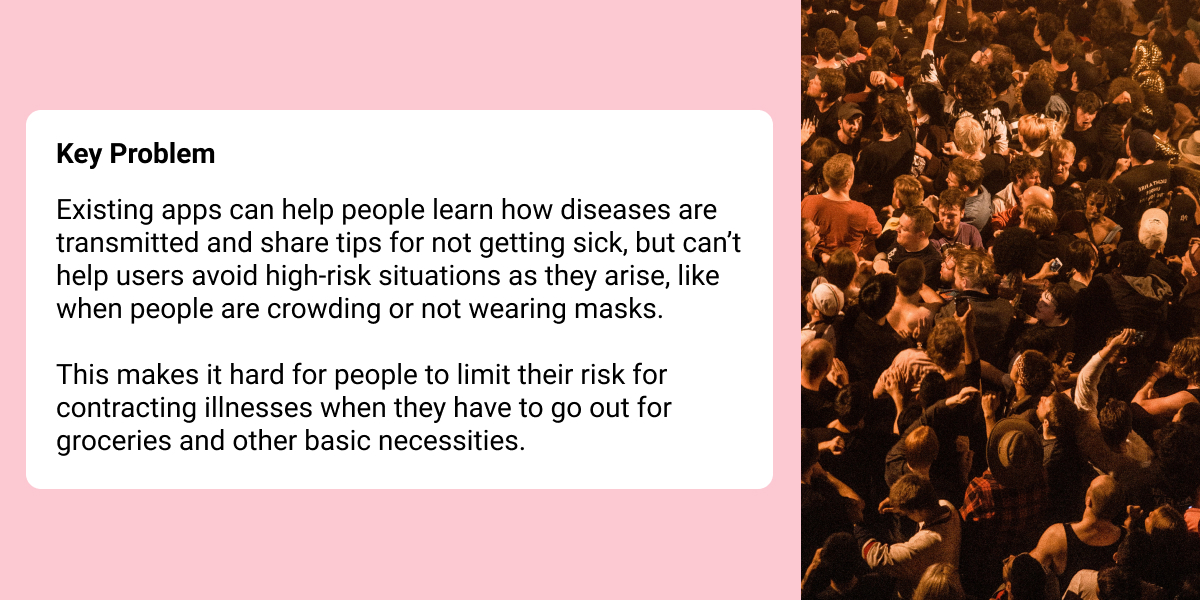 Key Problem
Existing apps can help people learn how diseases are
transmitted and share tips for not getting sick, but can’t
help users avoid high-risk situations as they arise, like
when people are crowding or not wearing masks.
This makes it hard for people to limit their risk for
contracting illnesses when they have to go out for
groceries and other basic necessities.